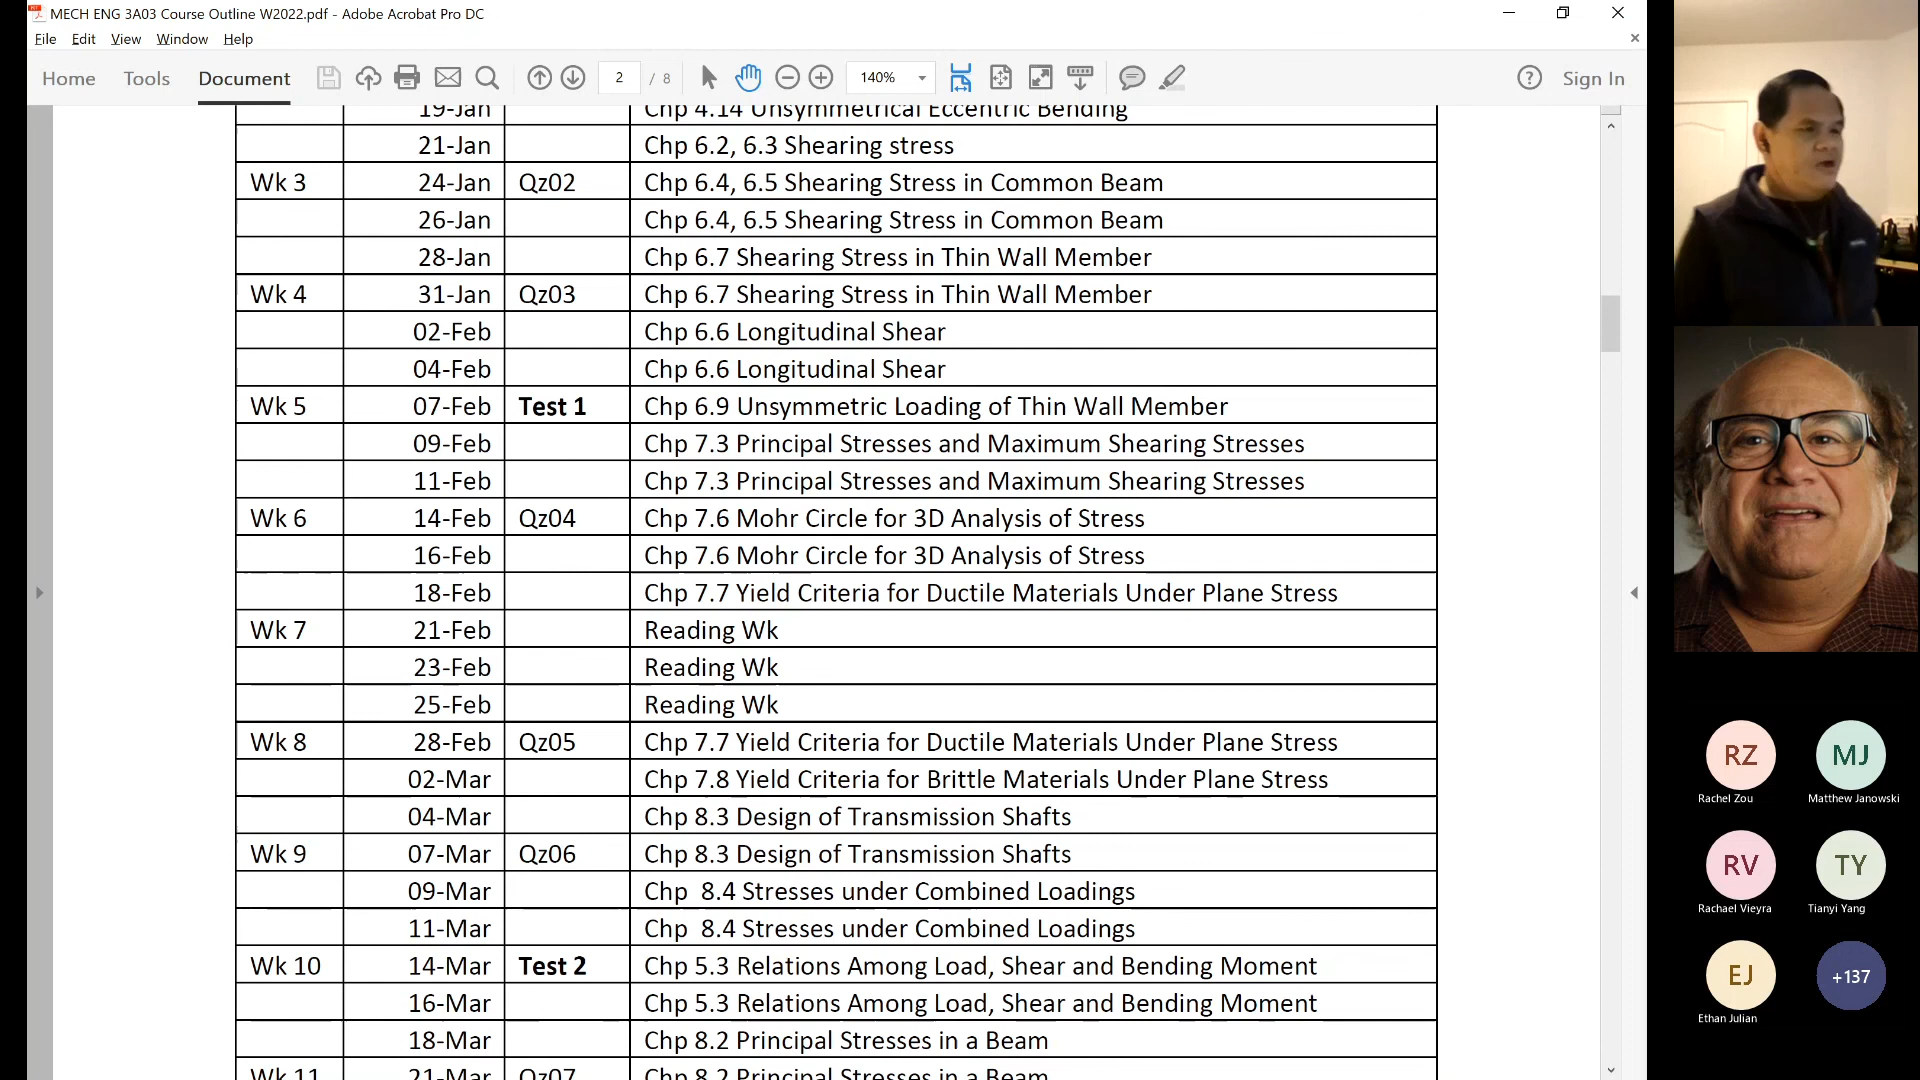 MECH ENG 3A03 Course Outline W2022.pdf - Adobe Acrobat Pro DC
File Edit View Window Help
Home Tools Document 2 / 8 140% Sign In
19-Jan Chp 4.14 Unsymmetrical Eccentric Bending
21-Jan Chp 6.2, 6.3 Shearing stress
Wk 3 24-Jan Qz02 Chp 6.4, 6.5 Shearing Stress in Common Beam
26-Jan Chp 6.4, 6.5 Shearing Stress in Common Beam
28-Jan Chp 6.7 Shearing Stress in Thin Wall Member
Wk 4 31-Jan Qz03 Chp 6.7 Shearing Stress in Thin Wall Member
02-Feb Chp 6.6 Longitudinal Shear
04-Feb Chp 6.6 Longitudinal Shear
Wk 5 07-Feb Test 1 Chp 6.9 Unsymmetric Loading of Thin Wall Member
09-Feb Chp 7.3 Principal Stresses and Maximum Shearing Stresses
11-Feb Chp 7.3 Principal Stresses and Maximum Shearing Stresses
Wk 6 14-Feb Qz04 Chp 7.6 Mohr Circle for 3D Analysis of Stress
16-Feb Chp 7.6 Mohr Circle for 3D Analysis of Stress
18-Feb Chp 7.7 Yield Criteria for Ductile Materials Under Plane Stress
Wk 7 21-Feb Reading Wk
23-Feb Reading Wk
25-Feb Reading Wk
Wk 8 28-Feb Qz05 Chp 7.7 Yield Criteria for Ductile Materials Under Plane Stress
02-Mar Chp 7.8 Yield Criteria for Brittle Materials Under Plane Stress
04-Mar Chp 8.3 Design of Transmission Shafts
Wk 9 07-Mar Qz06 Chp 8.3 Design of Transmission Shafts
09-Mar Chp 8.4 Stresses under Combined Loadings
11-Mar Chp 8.4 Stresses under Combined Loadings
Wk 10 14-Mar Test 2 Chp 5.3 Relations Among Load, Shear and Bending Moment
16-Mar Chp 5.3 Relations Among Load, Shear and Bending Moment
18-Mar Chp 8.2 Principal Stresses in a Beam
Wk 11 21-Mar Qz07 Chp 8.2 Principal Stresses in a Beam
RZ MJ
Rachel Zou Matthew Janowski
RV TY
Rachael Vieyra Tianyi Yang
EJ +137
Ethan Julian